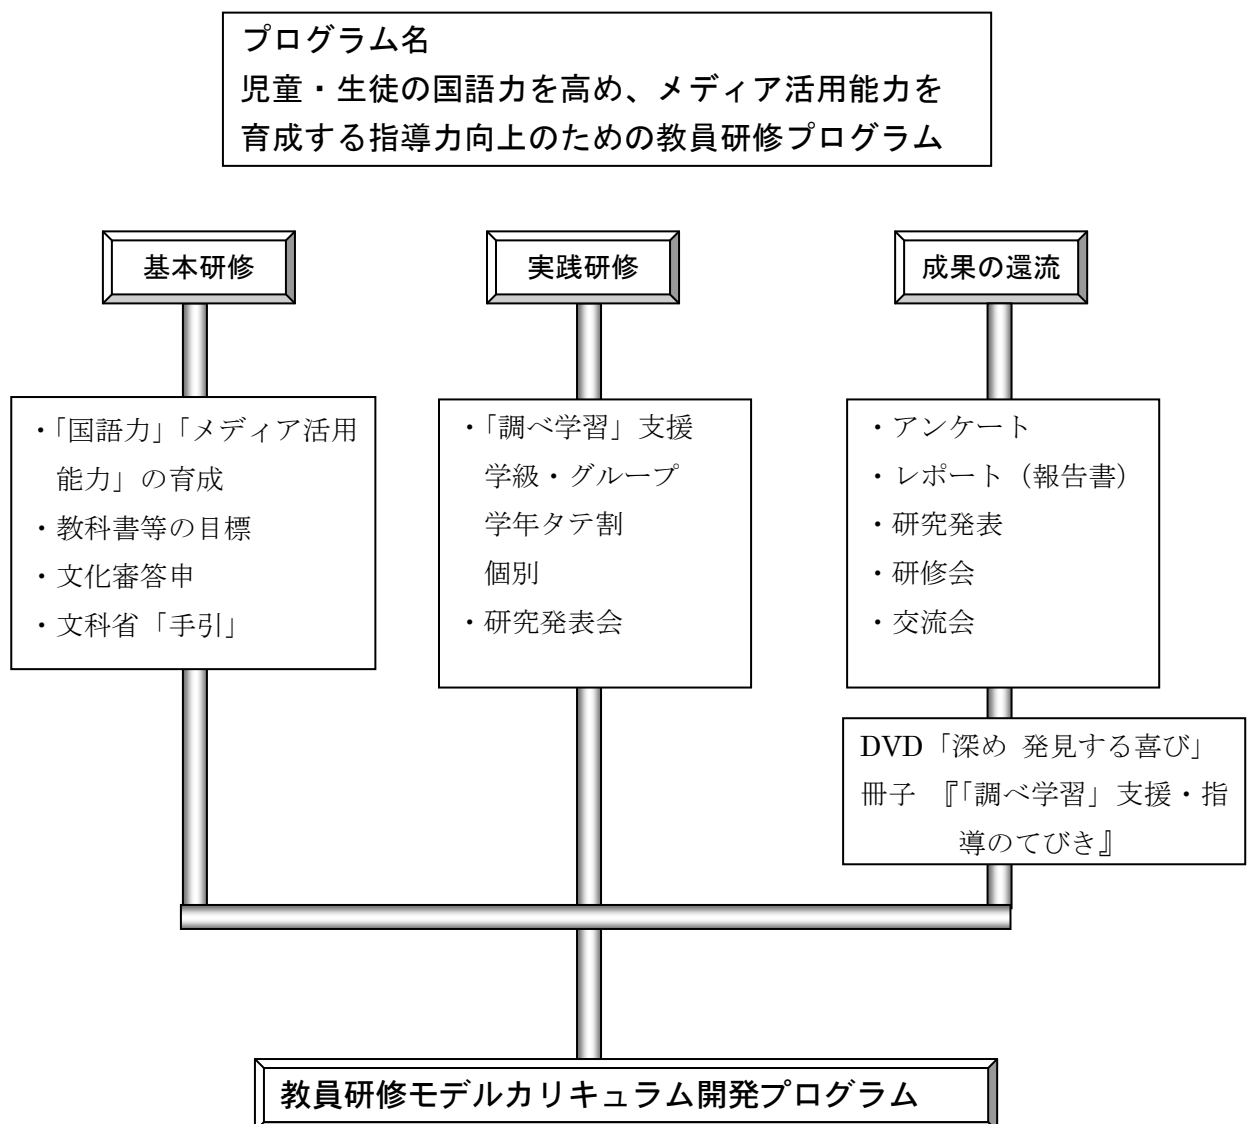 プログラム名
児童・生徒の国語力を高め、メディア活用能力を
育成する指導力向上のための教員研修プログラム
基本研修
実践研修
成果の還流
・「国語力」「メディア活用
能力」の育成
・教科書等の目標
・文化審答申
・文科省「手引」
・「調べ学習」支援
学級・グループ
学年タテ割
個別
・研究発表会
・アンケート
・レポート（報告書）
・研究発表
・研修会
・交流会
DVD「深め 発見する喜び」
冊子 『「調べ学習」支援・指
導のてびき』
教員研修モデルカリキュラム開発プログラム